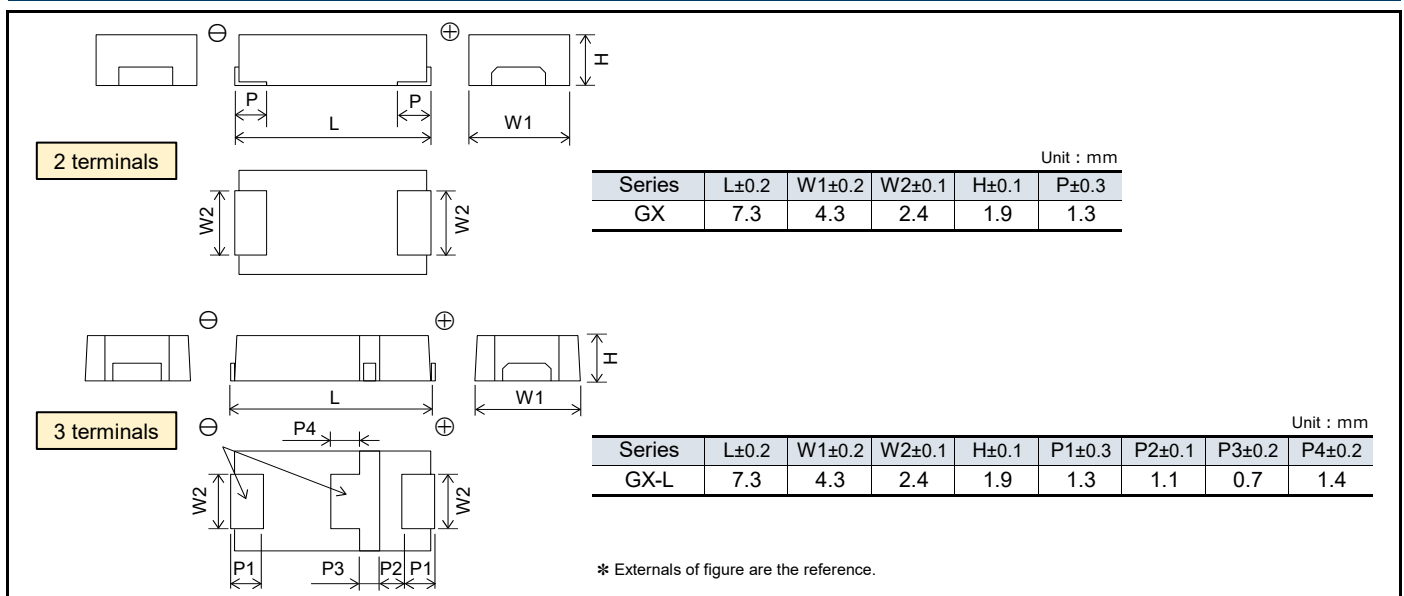 ⊖ ⊕
H
P P
L W1
2 terminals
W2 W2
Unit：mm
Series L±0.2 W1±0.2 W2±0.1 H±0.1 P±0.3
GX 7.3 4.3 2.4 1.9 1.3
⊖ ⊕
H
L W1
3 terminals
⊖ P4 ⊕
W2 W2
P1 P3 P2 P1
Unit：mm
Series L±0.2 W1±0.2 W2±0.1 H±0.1 P1±0.3 P2±0.1 P3±0.2 P4±0.2
GX-L 7.3 4.3 2.4 1.9 1.3 1.1 0.7 1.4
✽ Externals of figure are the reference.